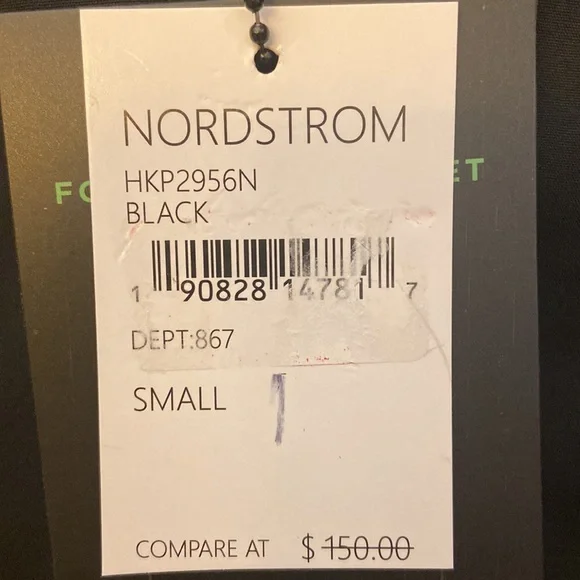 NORDSTROM
HKP2956N
BLACK
1 90828 14781 7
DEPT:867
SMALL
COMPARE AT $ 150.00